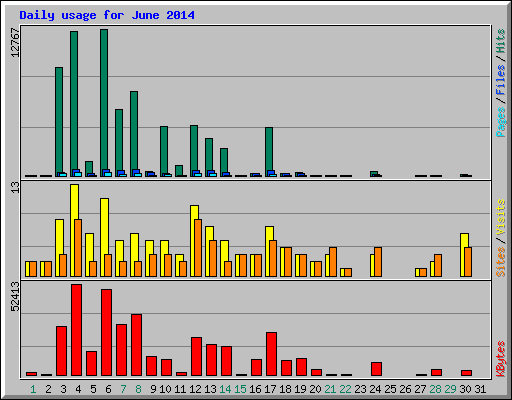 Daily usage for June 2014
12767
Pages / Files / Hits
13
Sites / Visits
52413
KBytes
1 2 3 4 5 6 7 8 9 10 11 12 13 14 15 16 17 18 19 20 21 22 23 24 25 26 27 28 29 30 31